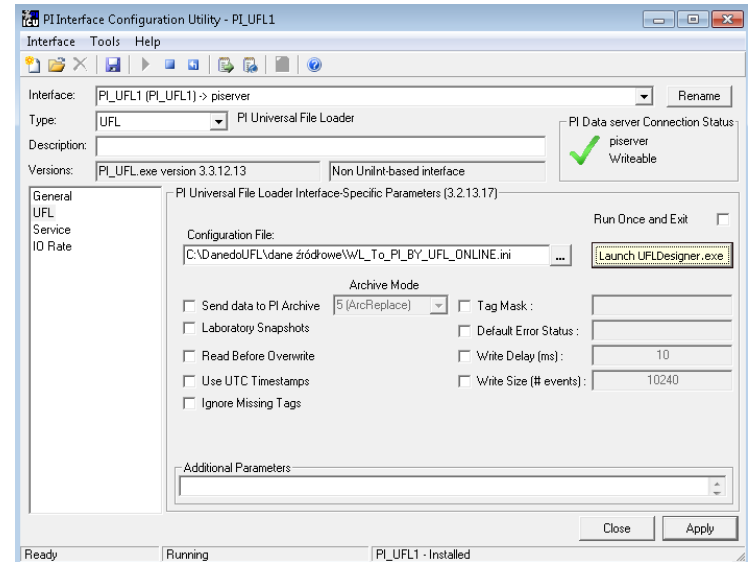 icu PI Interface Configuration Utility - PI_UFL1
Interface Tools Help
Interface: PI_UFL1 (PI_UFL1) -> piserver Rename
Type: UFL PI Universal File Loader
PI Data server Connection Status
piserver
Writeable
Description:
Versions: PI_UFL.exe version 3.3.12.13 Non UniInt-based interface
General
UFL
Service
IO Rate
PI Universal File Loader Interface-Specific Parameters (3.2.13.17)
Run Once and Exit
Configuration File:
C:\DanedoUFL\dane źródłowe\WL_To_PI_BY_UFL_ONLINE.ini ... Launch UFLDesigner.exe
Archive Mode
Send data to PI Archive 5 (ArcReplace) Tag Mask :
Laboratory Snapshots Default Error Status :
Read Before Overwrite Write Delay (ms) : 10
Use UTC Timestamps Write Size (# events) : 10240
Ignore Missing Tags
Additional Parameters
Close Apply
Ready Running PI_UFL1 - Installed